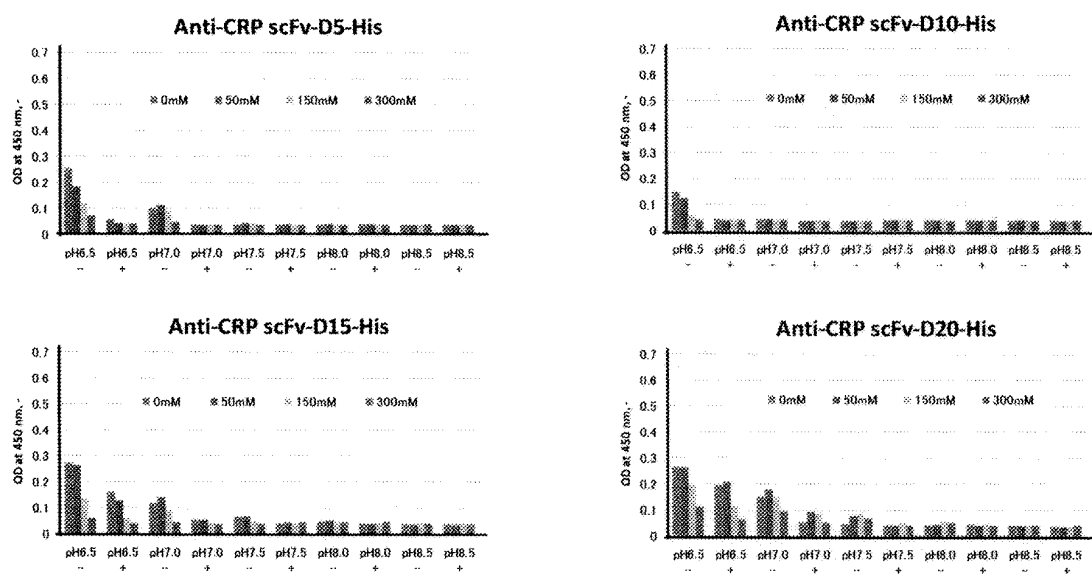 Anti-CRP scFv-D5-His
OD at 450 nm, -
0.7
0.6
0.5
0.4
0.3
0.2
0.1
0
0mM 50mM 150mM 300mM
pH6.5 pH6.5 pH7.0 pH7.0 pH7.5 pH7.5 pH8.0 pH8.0 pH8.5 pH8.5
- + - + - + - + - +
Anti-CRP scFv-D10-His
OD at 450 nm, -
0.7
0.6
0.5
0.4
0.3
0.2
0.1
0
0mM 50mM 150mM 300mM
pH6.5 pH6.5 pH7.0 pH7.0 pH7.5 pH7.5 pH8.0 pH8.0 pH8.5 pH8.5
- + - + - + - + - +
Anti-CRP scFv-D15-His
OD at 450 nm, -
0.7
0.6
0.5
0.4
0.3
0.2
0.1
0
0mM 50mM 150mM 300mM
pH6.5 pH6.5 pH7.0 pH7.0 pH7.5 pH7.5 pH8.0 pH8.0 pH8.5 pH8.5
- + - + - + - + - +
Anti-CRP scFv-D20-His
OD at 450 nm, -
0.7
0.6
0.5
0.4
0.3
0.2
0.1
0
0mM 50mM 150mM 300mM
pH6.5 pH6.5 pH7.0 pH7.0 pH7.5 pH7.5 pH8.0 pH8.0 pH8.5 pH8.5
- + - + - + - + - +